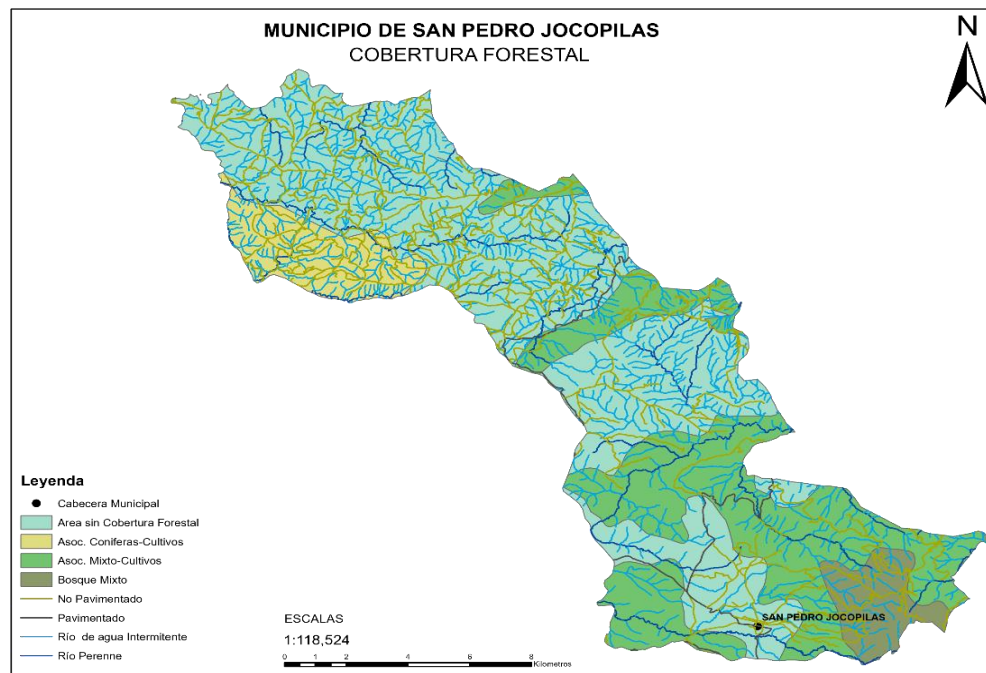 MUNICIPIO DE SAN PEDRO JOCOPILAS
COBERTURA FORESTAL
N
SAN PEDRO JOCOPILAS
Leyenda
Cabecera Municipal
Area sin Cobertura Forestal
Asoc. Coniferas-Cultivos
Asoc. Mixto-Cultivos
Bosque Mixto
No Pavimentado
Pavimentado
Río de agua Intermitente
Río Perenne
ESCALAS
1:118,524
0 1 2 4 6 8
Kilometros